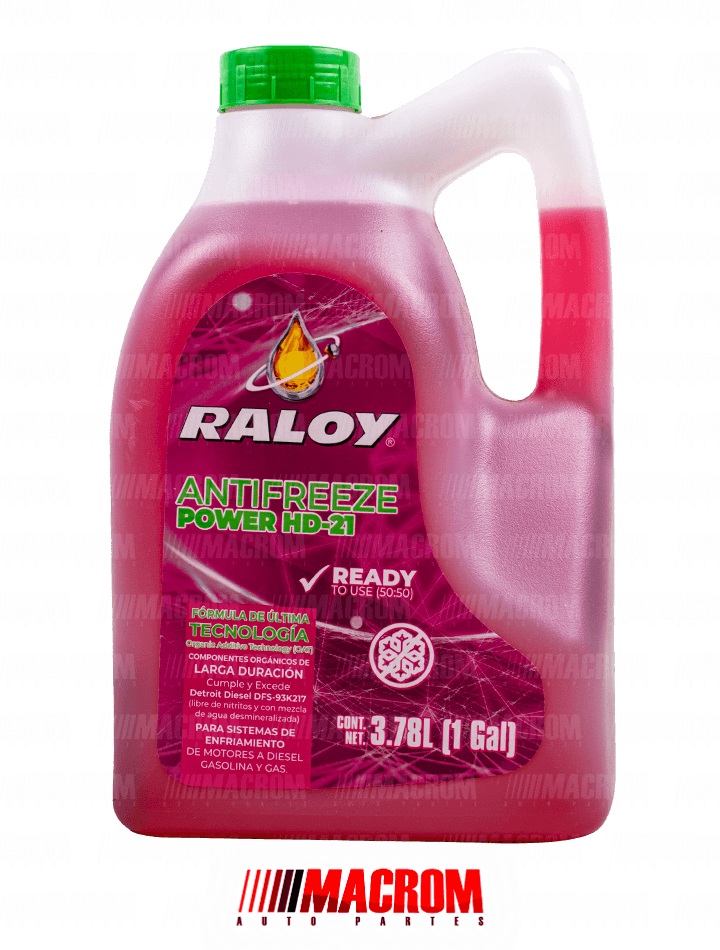 RALOY®
ANTIFREEZE
POWER HD-21
READY
TO USE (50:50)
FÓRMULA DE ÚLTIMA
TECNOLOGÍA
Organic Additive Technology (OAT)
COMPONENTES ORGÁNICOS DE
LARGA DURACIÓN
Cumple y Excede
Detroit Diesel DFS-93K217
(libre de nitritos y con mezcla
de agua desmineralizada)
PARA SISTEMAS DE
ENFRIAMIENTO
DE MOTORES A DIESEL
GASOLINA Y GAS.
CONT. NET. 3.78L (1 Gal)
MACROM
AUTO PARTES